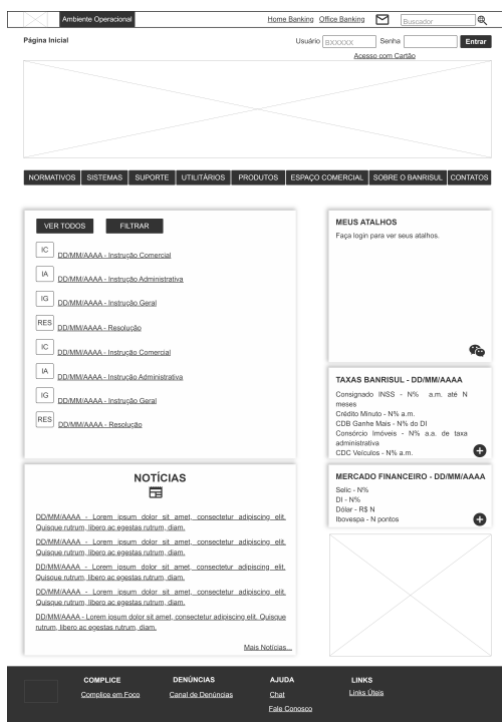 Ambiente Operacional
Home Banking Office Banking Buscador
Página Inicial
Usuário BXXXXX Senha Entrar
Acesso com Cartão
NORMATIVOS SISTEMAS SUPORTE UTILITÁRIOS PRODUTOS ESPAÇO COMERCIAL SOBRE O BANRISUL CONTATOS
VER TODOS FILTRAR
IC DD/MM/AAAA - Instrução Comercial
IA DD/MM/AAAA - Instrução Administrativa
IG DD/MM/AAAA - Instrução Geral
RES DD/MM/AAAA - Resolução
IC DD/MM/AAAA - Instrução Comercial
IA DD/MM/AAAA - Instrução Administrativa
IG DD/MM/AAAA - Instrução Geral
RES DD/MM/AAAA - Resolução
MEUS ATALHOS
Faça login para ver seus atalhos.
TAXAS BANRISUL - DD/MM/AAAA
Consignado INSS - N% a.m. até N
meses
Crédito Minuto - N% a.m.
CDB Ganhe Mais - N% do DI
Consórcio Imóveis - N% a.a. de taxa
administrativa
CDC Veículos - N% a.m.
NOTÍCIAS
DD/MM/AAAA - Lorem ipsum dolor sit amet, consectetur adipiscing elit.
Quisque rutrum, libero ac egestas rutrum, diam.
DD/MM/AAAA - Lorem ipsum dolor sit amet, consectetur adipiscing elit.
Quisque rutrum, libero ac egestas rutrum, diam.
DD/MM/AAAA - Lorem ipsum dolor sit amet, consectetur adipiscing elit.
Quisque rutrum, libero ac egestas rutrum, diam.
DD/MM/AAAA - Lorem ipsum dolor sit amet, consectetur adipiscing elit.
Quisque rutrum, libero ac egestas rutrum, diam.
DD/MM/AAAA - Lorem ipsum dolor sit amet, consectetur adipiscing elit. Quisque
rutrum, libero ac egestas rutrum, diam.
Mais Notícias...
MERCADO FINANCEIRO - DD/MM/AAAA
Selic - N%
DI - N%
Dólar - R$ N
Ibovespa - N pontos
COMPLICE DENÚNCIAS AJUDA LINKS
Complice em Foco Canal de Denúncias Chat Links Úteis
Fale Conosco